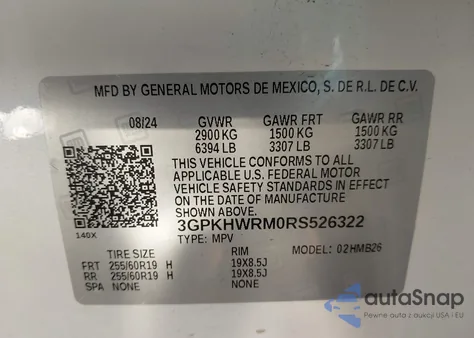 MFD BY GENERAL MOTORS DE MEXICO, S. DE R.L. DE C.V.
08/24 GVWR GAWR FRT GAWR RR
2900 KG 1500 KG 1500 KG
6394 LB 3307 LB 3307 LB
THIS VEHICLE CONFORMS TO ALL
APPLICABLE U.S. FEDERAL MOTOR
VEHICLE SAFETY STANDARDS IN EFFECT
ON THE DATE OF MANUFACTURE
SHOWN ABOVE.
3GPKHWRM0RS526322
140X TYPE: MPV MODEL: 02HMB26
TIRE SIZE RIM
FRT 255/60R19 H 19X8.5J
RR 255/60R19 H 19X8.5J
SPA NONE NONE
autoSnap
Pewne auta z aukcji USA i EU